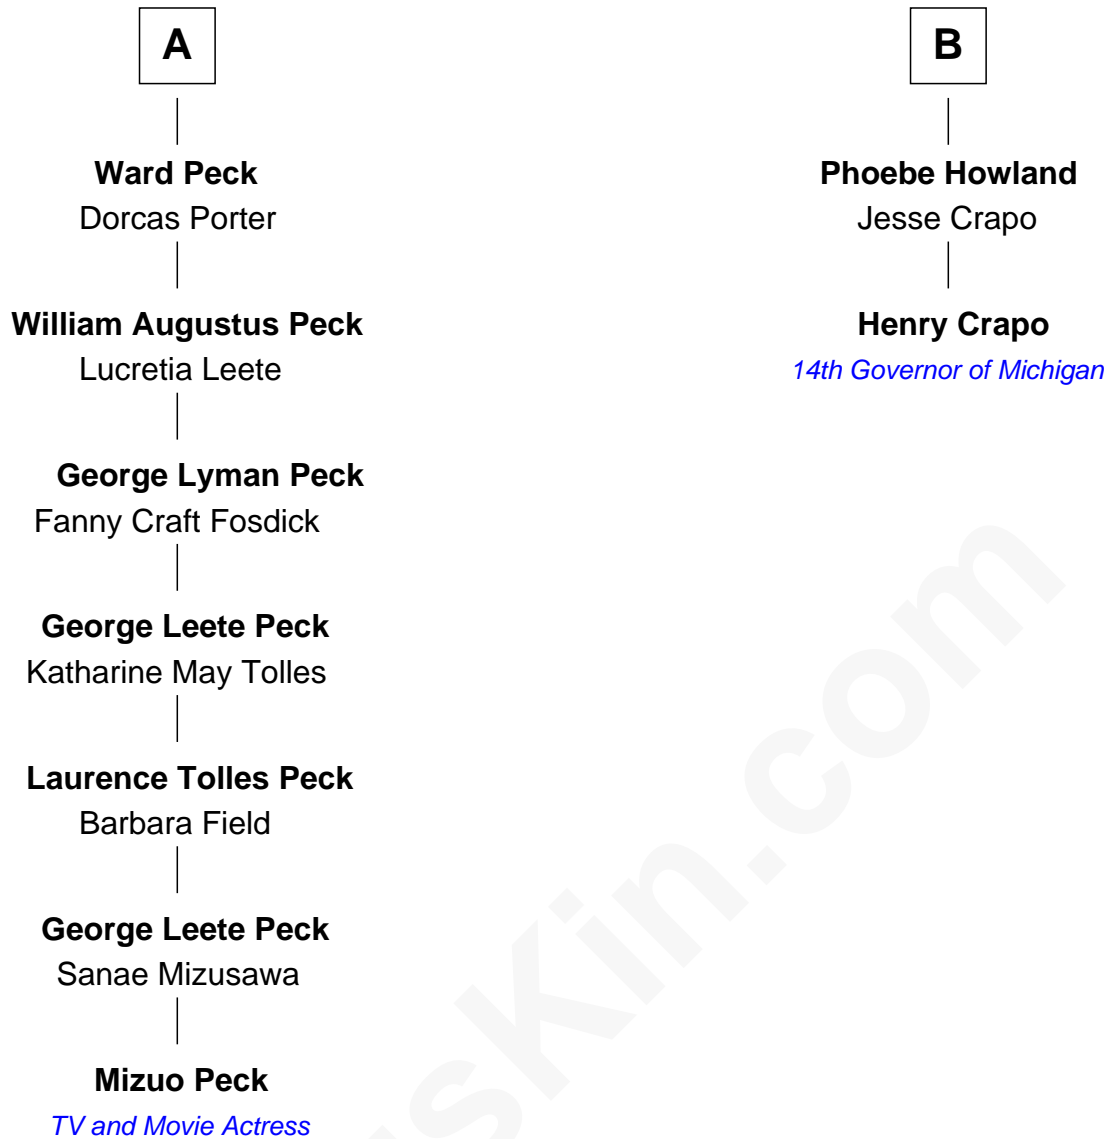 A
Ward Peck
Dorcas Porter
William Augustus Peck
Lucretia Leete
George Lyman Peck
Fanny Craft Fosdick
George Leete Peck
Katharine May Tolles
Laurence Tolles Peck
Barbara Field
George Leete Peck
Sanae Mizusawa
Mizuo Peck
TV and Movie Actress
B
Phoebe Howland
Jesse Crapo
Henry Crapo
14th Governor of Michigan
usKin.com